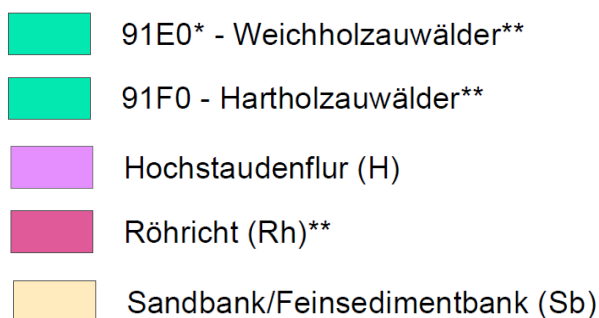 91E0* - Weichholzauwälder**
91F0 - Hartholzauwälder**
Hochstaudenflur (H)
Röhricht (Rh)**
Sandbank/Feinsedimentbank (Sb)